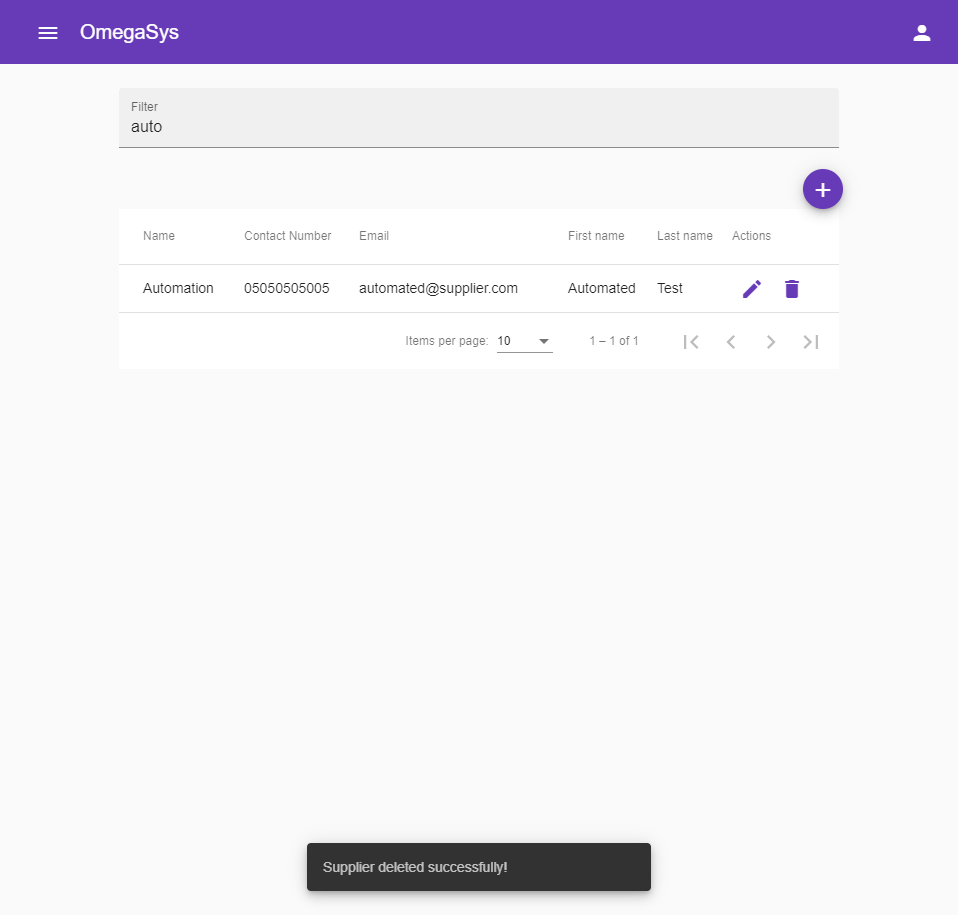 OmegaSys
Filter
auto
Name Contact Number Email First name Last name Actions
Automation 05050505005 automated@supplier.com Automated Test
Items per page: 10 1 – 1 of 1
Supplier deleted successfully!